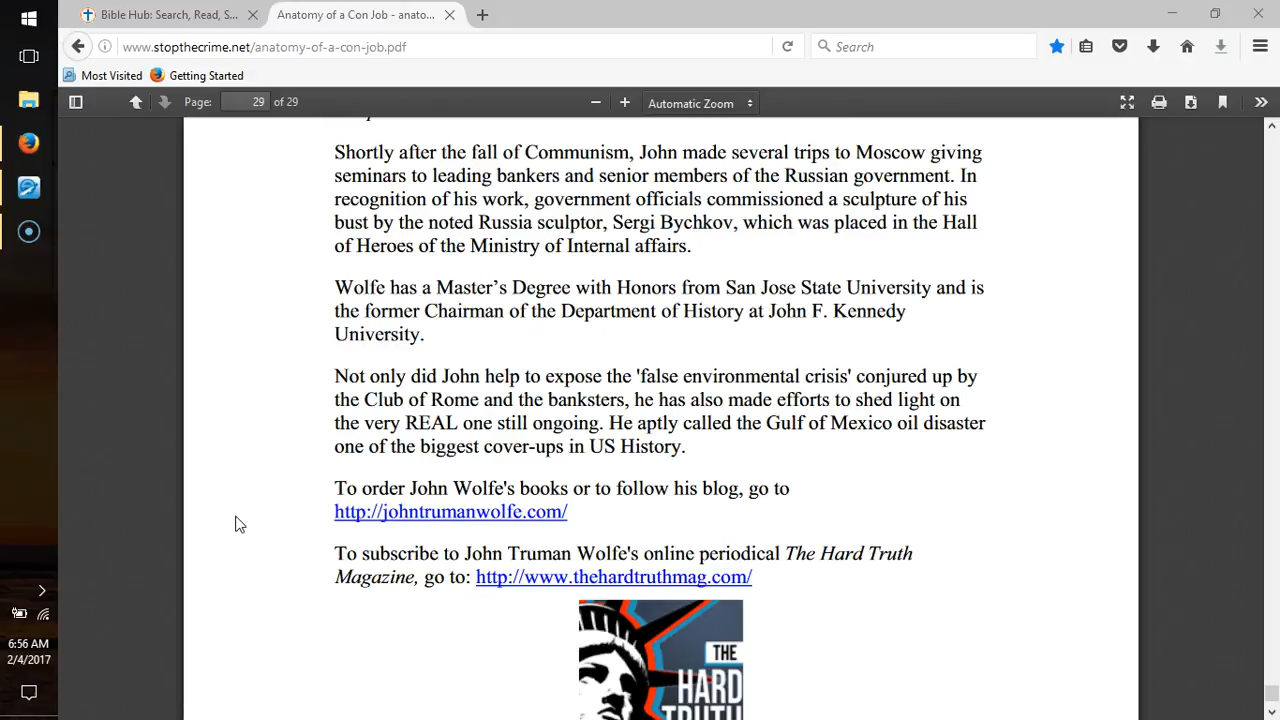 Bible Hub: Search, Read, S...
Anatomy of a Con Job - anato...
www.stopthecrime.net/anatomy-of-a-con-job.pdf
Search
Most Visited
Getting Started
Page: 29 of 29
Automatic Zoom
Shortly after the fall of Communism, John made several trips to Moscow giving
seminars to leading bankers and senior members of the Russian government. In
recognition of his work, government officials commissioned a sculpture of his
bust by the noted Russia sculptor, Sergi Bychkov, which was placed in the Hall
of Heroes of the Ministry of Internal affairs.
Wolfe has a Master’s Degree with Honors from San Jose State University and is
the former Chairman of the Department of History at John F. Kennedy
University.
Not only did John help to expose the 'false environmental crisis' conjured up by
the Club of Rome and the banksters, he has also made efforts to shed light on
the very REAL one still ongoing. He aptly called the Gulf of Mexico oil disaster
one of the biggest cover-ups in US History.
To order John Wolfe's books or to follow his blog, go to
http://johntrumanwolfe.com/
To subscribe to John Truman Wolfe's online periodical The Hard Truth
Magazine, go to: http://www.thehardtruthmag.com/
THE
HARD
TRUTH
6:56 AM
2/4/2017